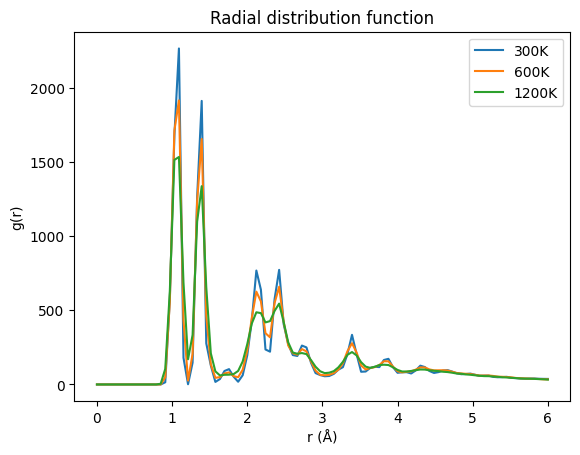 Radial distribution function
300K
600K
1200K
g(r)
2000
1500
1000
500
0
0 1 2 3 4 5 6
r (Å)